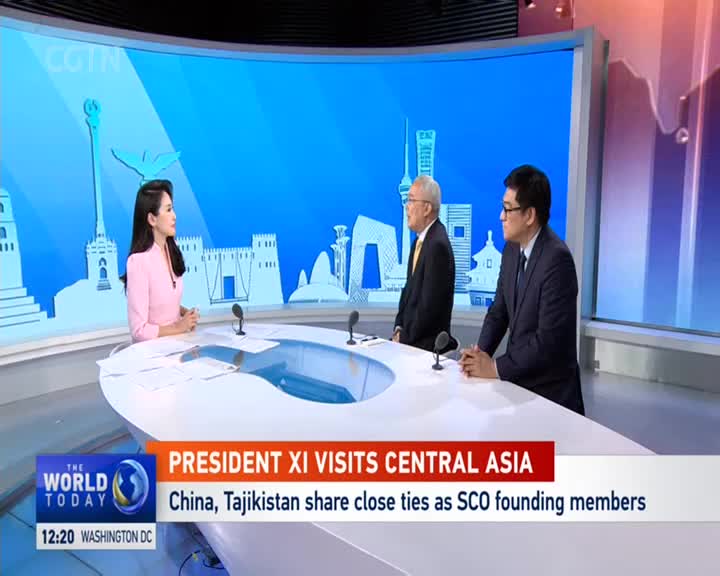 CGTN
PRESIDENT XI VISITS CENTRAL ASIA
THE
WORLD
TODAY
China, Tajikistan share close ties as SCO founding members
12:20 WASHINGTON DC